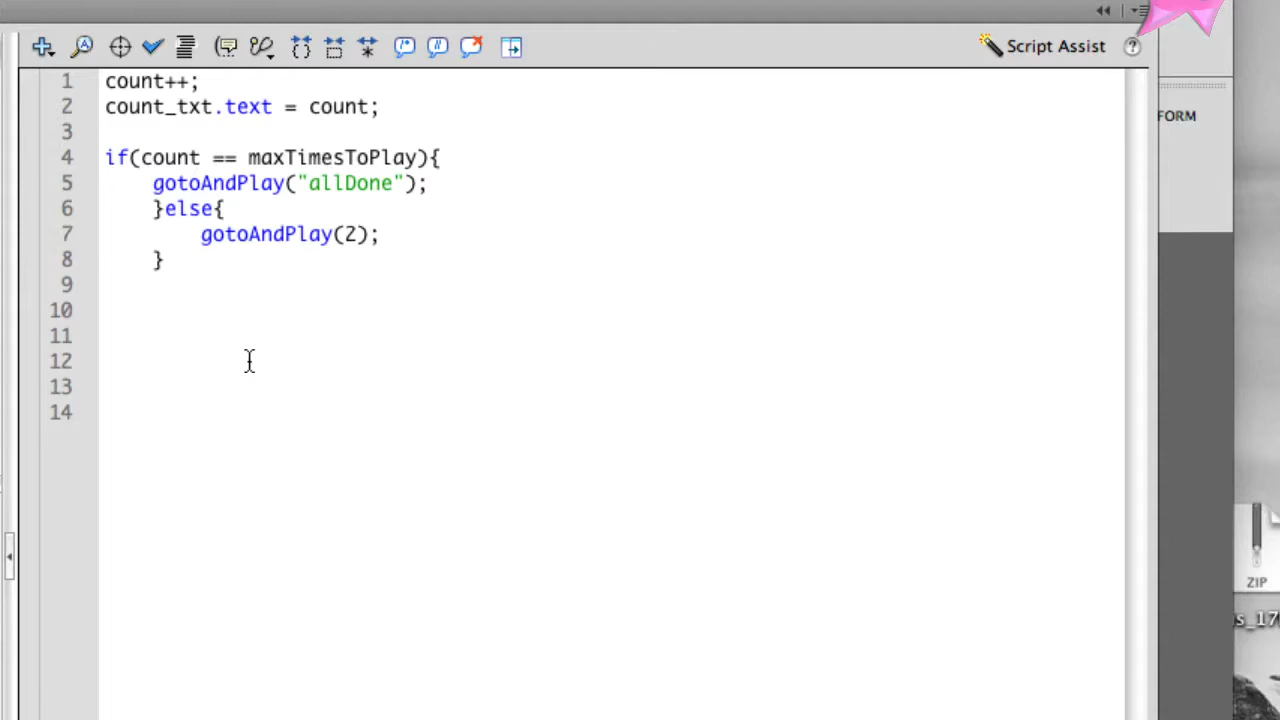 Script Assist
1 count++;
2 count_txt.text = count;
3
4 if(count == maxTimesToPlay){
5 gotoAndPlay("allDone");
6 }else{
7 gotoAndPlay(2);
8 }
9
10
11
12
13
14
FORM
ZIP
is_17